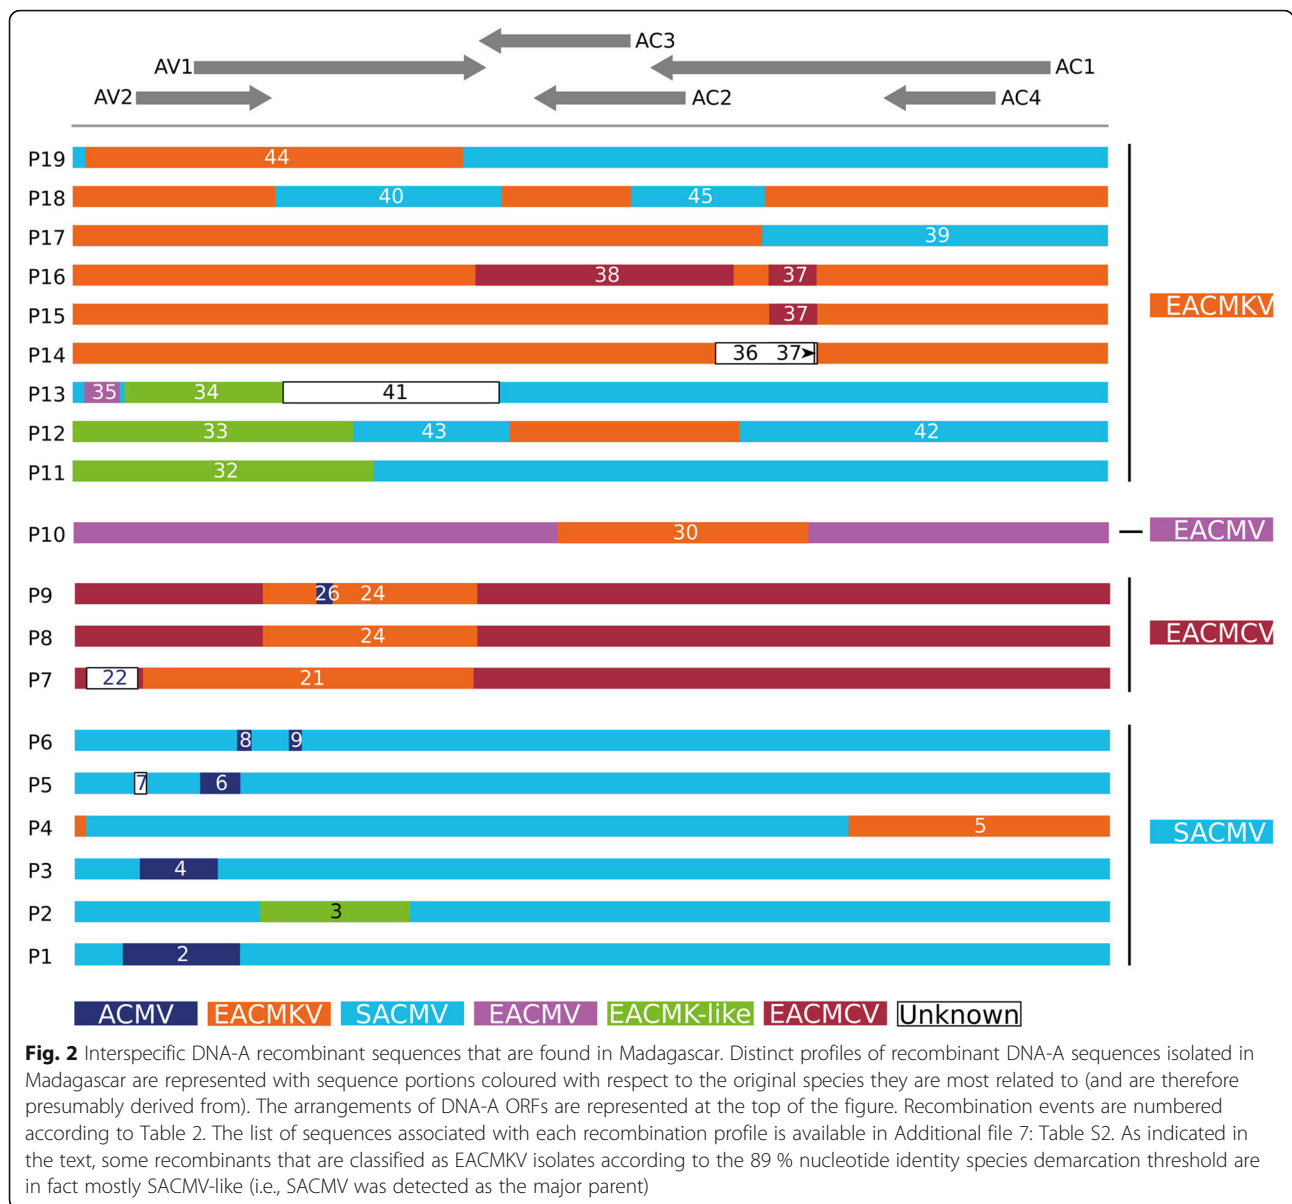 AC3
AV1 AC1
AV2 AC2 AC4
P19 44
P18 40 45
P17 39
P16 38 37
EACMKV
P15 37
P14 36 37
P13 35 34 41
P12 33 43 42
P11 32
P10 30 EACMV
P9 26 24
P8 24 EACMCV
P7 22 21
P6 8 9
P5 7 6
P4 5 SACMV
P3 4
P2 3
P1 2
ACMV EACMKV SACMV EACMV EACMK-like EACMCV Unknown
Fig. 2 Interspecific DNA-A recombinant sequences that are found in Madagascar. Distinct profiles of recombinant DNA-A sequences isolated in
Madagascar are represented with sequence portions coloured with respect to the original species they are most related to (and are therefore
presumably derived from). The arrangements of DNA-A ORFs are represented at the top of the figure. Recombination events are numbered
according to Table 2. The list of sequences associated with each recombination profile is available in Additional file 7: Table S2. As indicated in
the text, some recombinants that are classified as EACMKV isolates according to the 89 % nucleotide identity species demarcation threshold are
in fact mostly SACMV-like (i.e., SACMV was detected as the major parent)